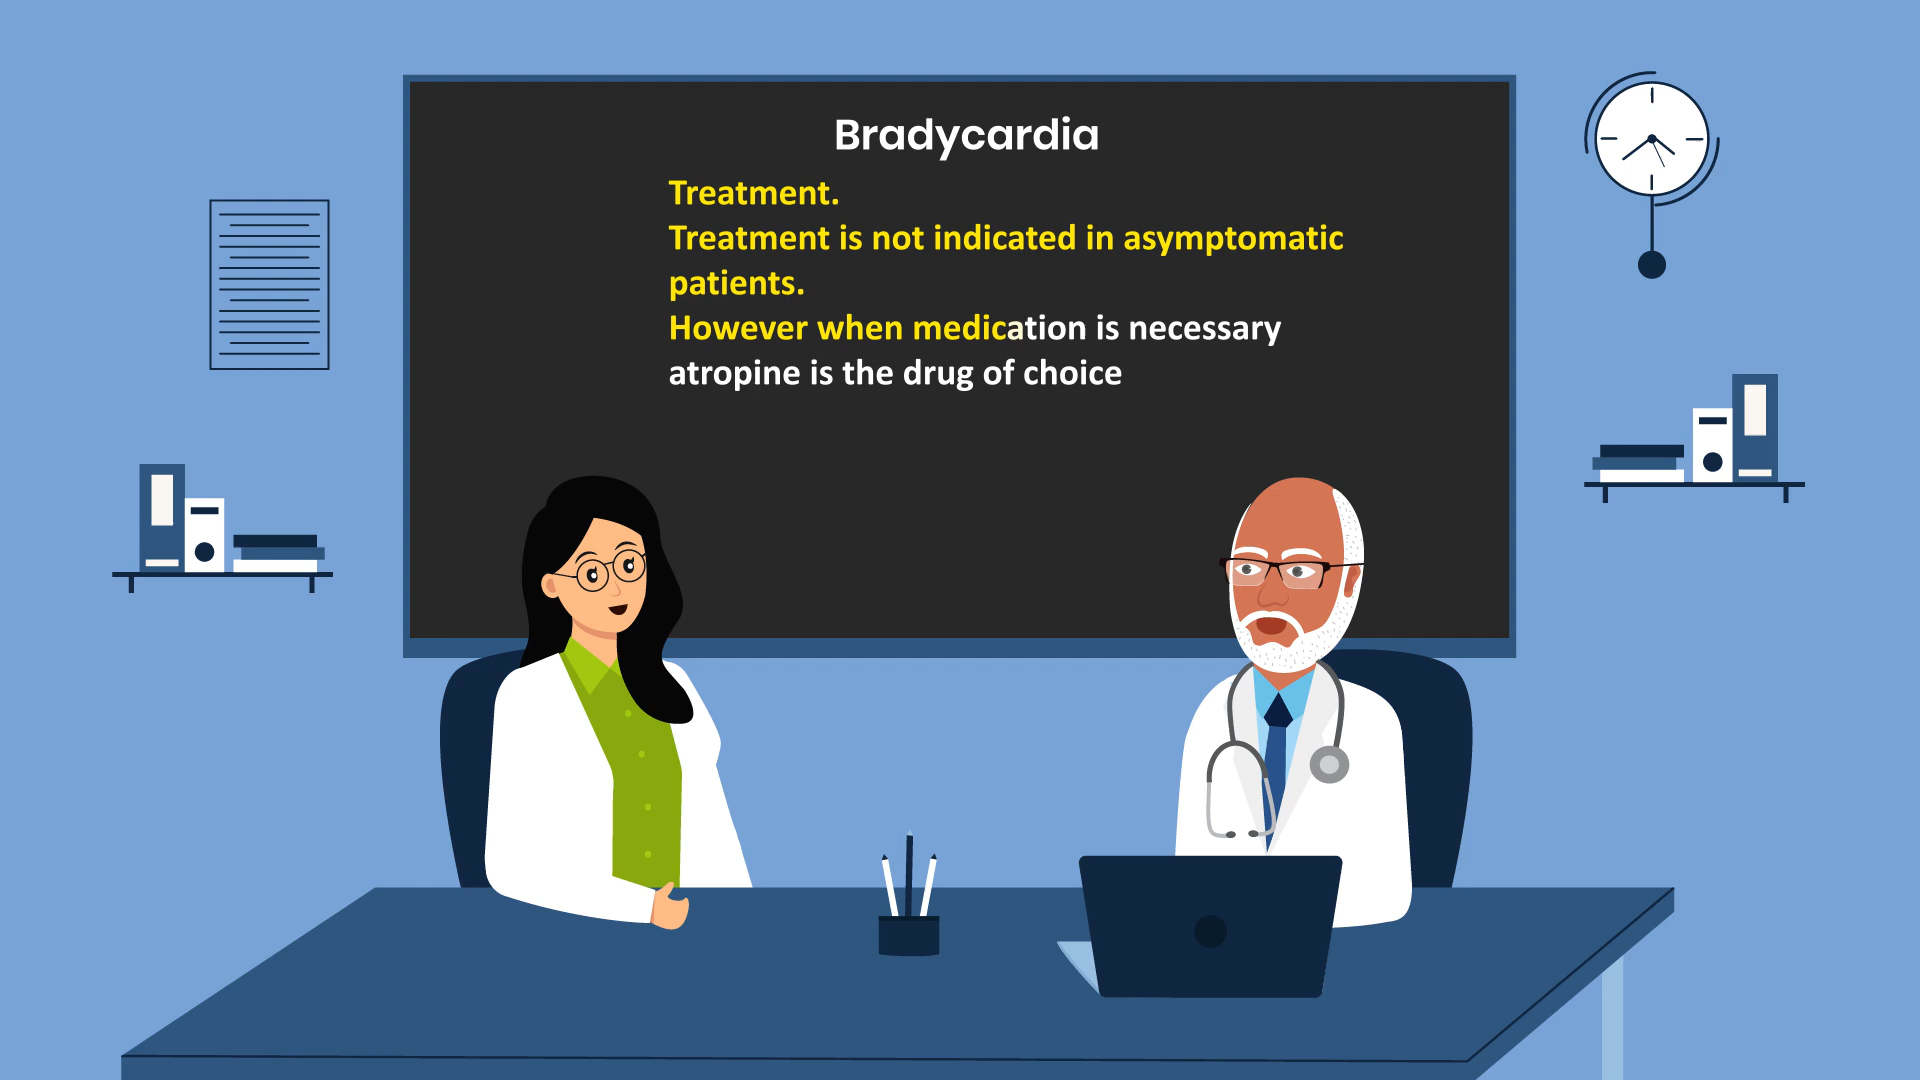 Bradycardia
Treatment.
Treatment is not indicated in asymptomatic
patients.
However when medication is necessary
atropine is the drug of choice